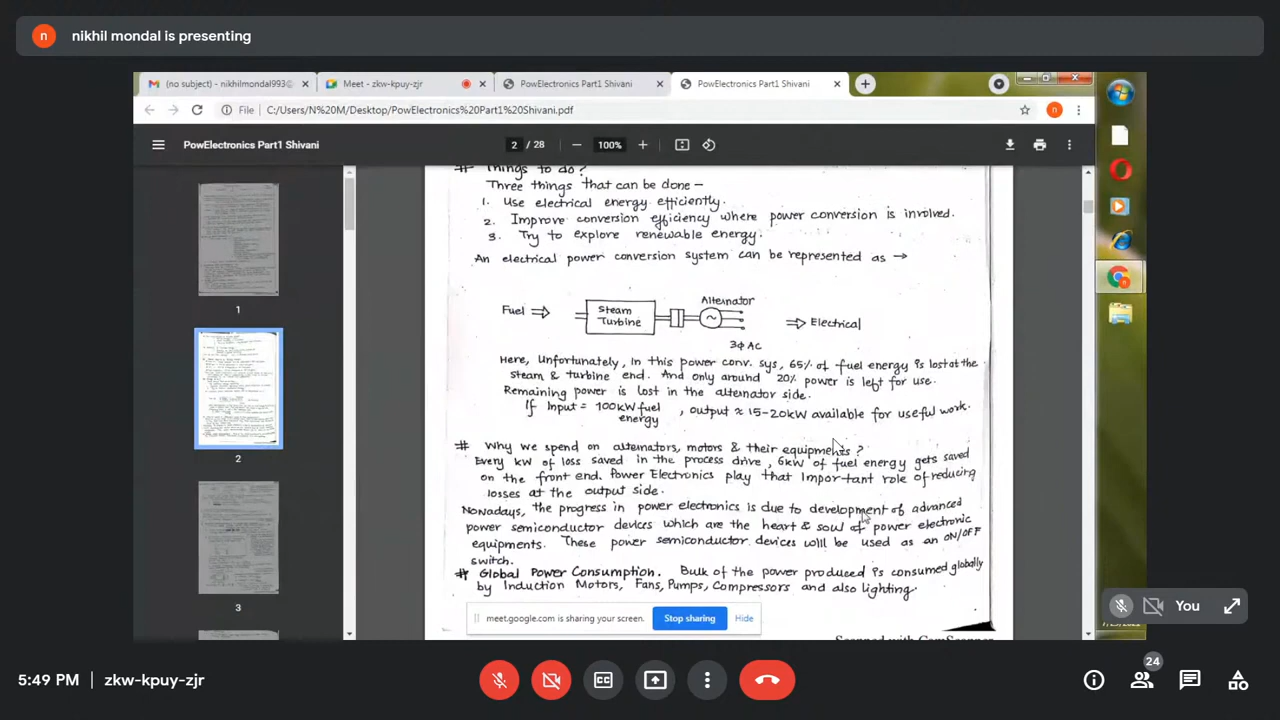 n nikhil mondal is presenting
(no subject) - nikhilmondal993@ Meet - zkw-kpuy-zjr PowElectronics Part1 Shivani PowElectronics Part1 Shivani
File C:/Users/N%20M/Desktop/PowElectronics%20Part1%20Shivani.pdf n
PowElectronics Part1 Shivani 2 / 28 100%
# Things to do?
Three things that can be done –
1. Use electrical energy efficiently.
2. Improve conversion efficiency where power conversion is involved.
3. Try to explore renewable energy.
An electrical power conversion system can be represented as →
Fuel ⇒ Steam Turbine Alternator ⇒ Electrical
3ϕ AC
Here, Unfortunately, in this power conv. sys, 65% of fuel energy is lost at the
steam & turbine end. And only around 20% power is left for use.
Remaining power is lost in the alternator side.
If Input = 100kW fuel energy, output ≈ 15-20kW available for useful work.
# Why we spend on alternators, motors & their equipments?
Every kW of loss saved in the process drive, 6kW of fuel energy gets saved
on the front end. Power Electronics play that important role of reducing
losses at the output side.
Nowadays, the progress in power electronics is due to development of advanced
power semiconductor devices which are the heart & soul of power electronic
equipments. These power semiconductor devices will be used as an ON/OFF
switch.
# Global Power Consumption. Bulk of the power produced is consumed globally
by Induction Motors, Fans, Pumps, Compressors and also lighting.
1
2
3
meet.google.com is sharing your screen. Stop sharing Hide
Scanned with CamScanner
You
5:49 PM | zkw-kpuy-zjr
24